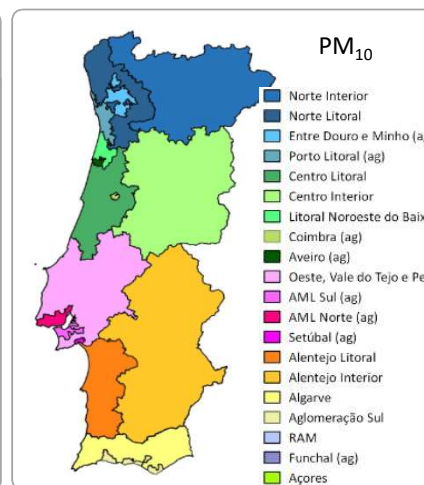 PM10
Norte Interior
Norte Litoral
Entre Douro e Minho (ag
Porto Litoral (ag)
Centro Litoral
Centro Interior
Litoral Noroeste do Baix
Coimbra (ag)
Aveiro (ag)
Oeste, Vale do Tejo e Pe
AML Sul (ag)
AML Norte (ag)
Setúbal (ag)
Alentejo Litoral
Alentejo Interior
Algarve
Aglomeração Sul
RAM
Funchal (ag)
Açores